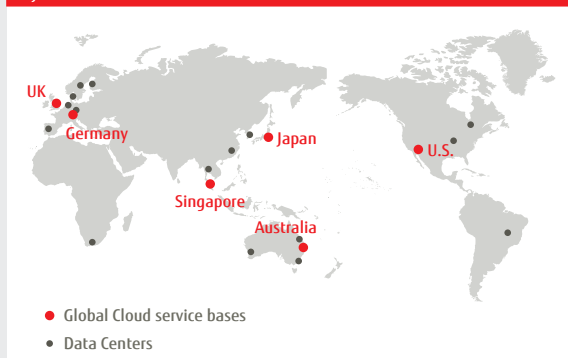 UK
Germany
Japan
U.S.
Singapore
Australia
Global Cloud service bases
Data Centers